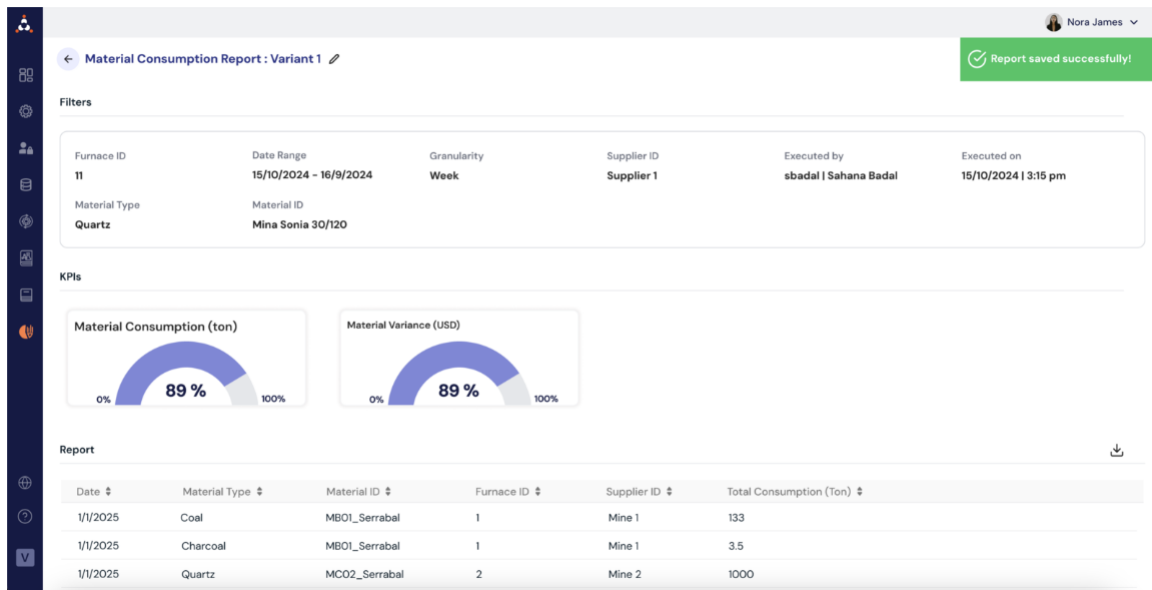 Nora James
Material Consumption Report : Variant 1
Report saved successfully!
Filters
Furnace ID Date Range Granularity Supplier ID Executed by Executed on
11 15/10/2024 - 16/9/2024 Week Supplier 1 sbadal | Sahana Badal 15/10/2024 | 3:15 pm
Material Type Material ID
Quartz Mina Sonia 30/120
KPIs
Material Consumption (ton) Material Variance (USD)
0% 89 % 100% 0% 89 % 100%
Report
Date Material Type Material ID Furnace ID Supplier ID Total Consumption (Ton)
1/1/2025 Coal MB01_Serrabal 1 Mine 1 133
1/1/2025 Charcoal MB01_Serrabal 1 Mine 1 3.5
1/1/2025 Quartz MC02_Serrabal 2 Mine 2 1000
V